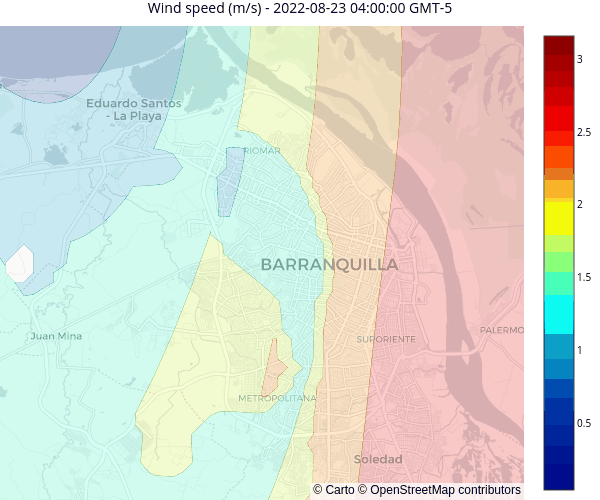 Wind speed (m/s) - 2022-08-23 04:00:00 GMT-5
3
2.5
2
1.5
1
0.5
Eduardo Santos
- La Playa
RIOMAR
BARRANQUILLA
Juan Mina
PALERMO
SURORIENTE
METROPOLITANA
Soledad
© Carto © OpenStreetMap contributors